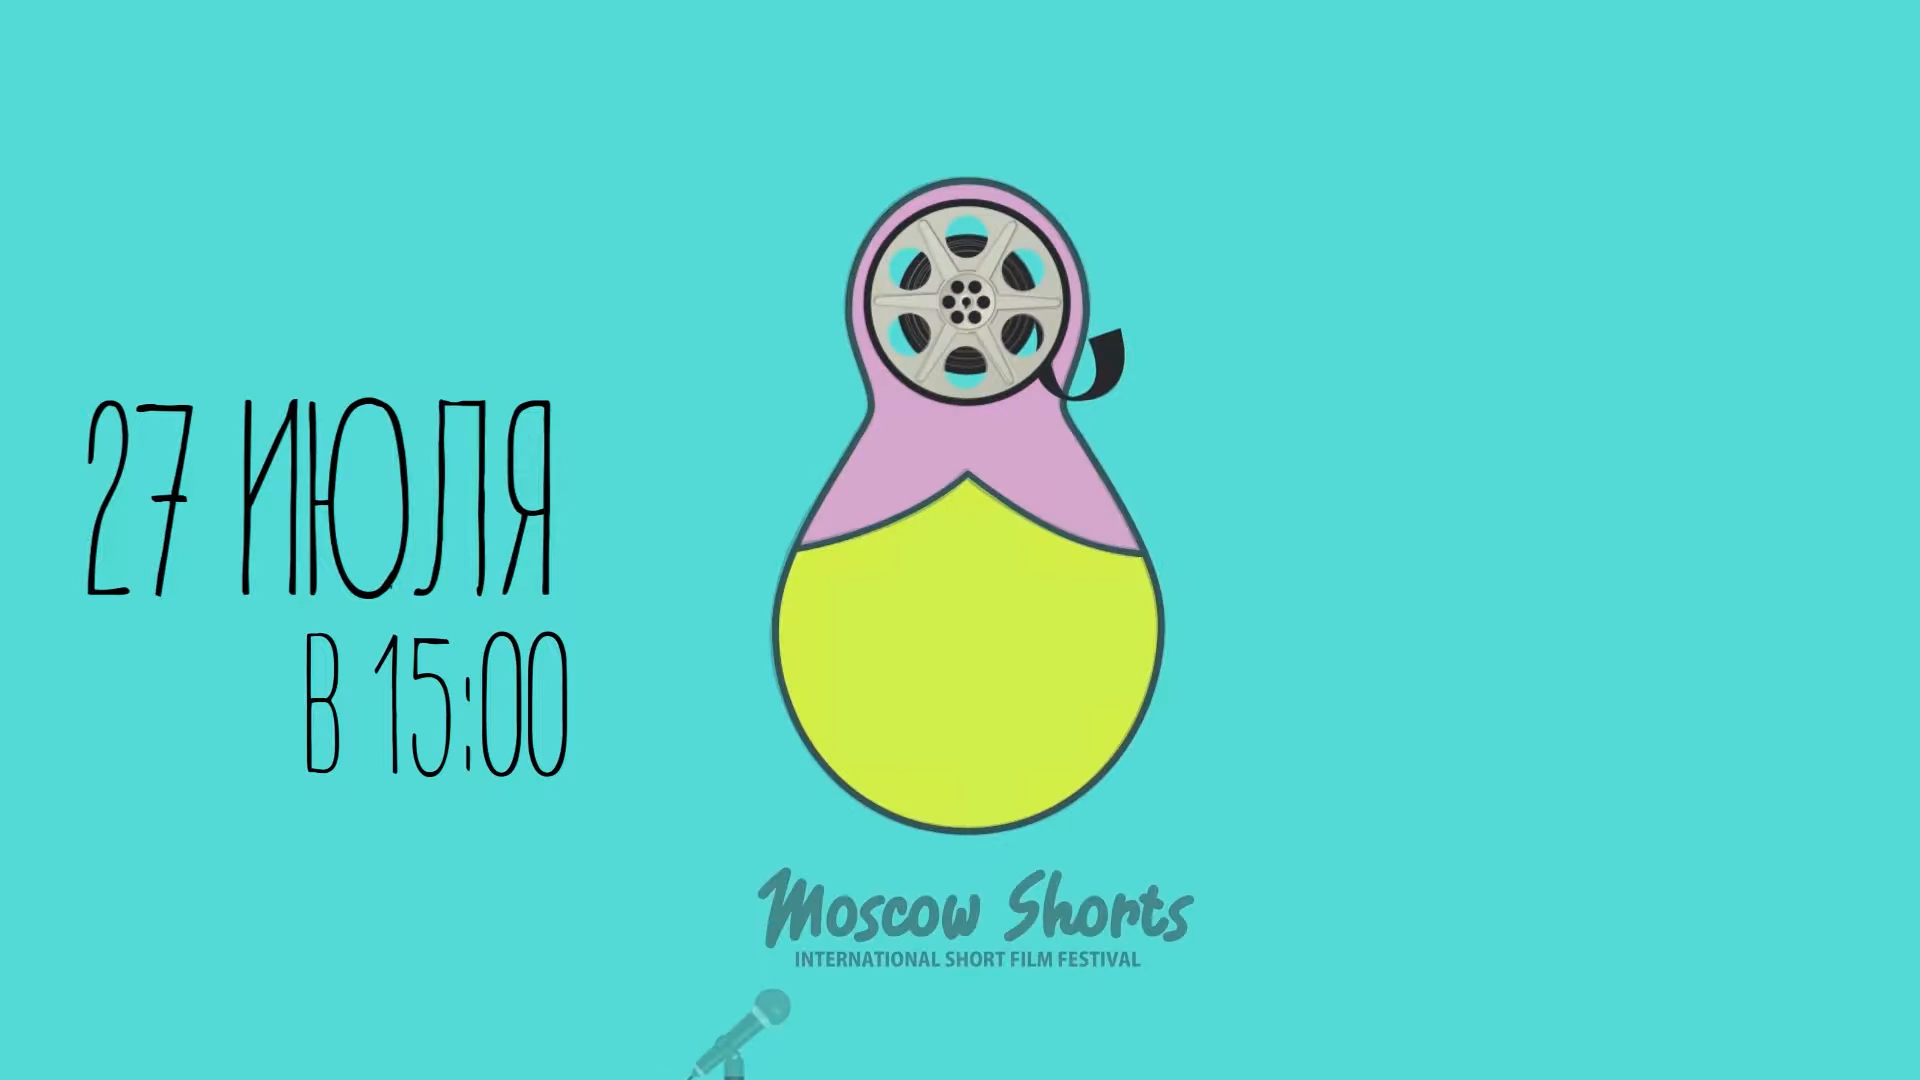 27 ИЮЛЯ
В 15:00
Moscow Shorts
INTERNATIONAL SHORT FILM FESTIVAL